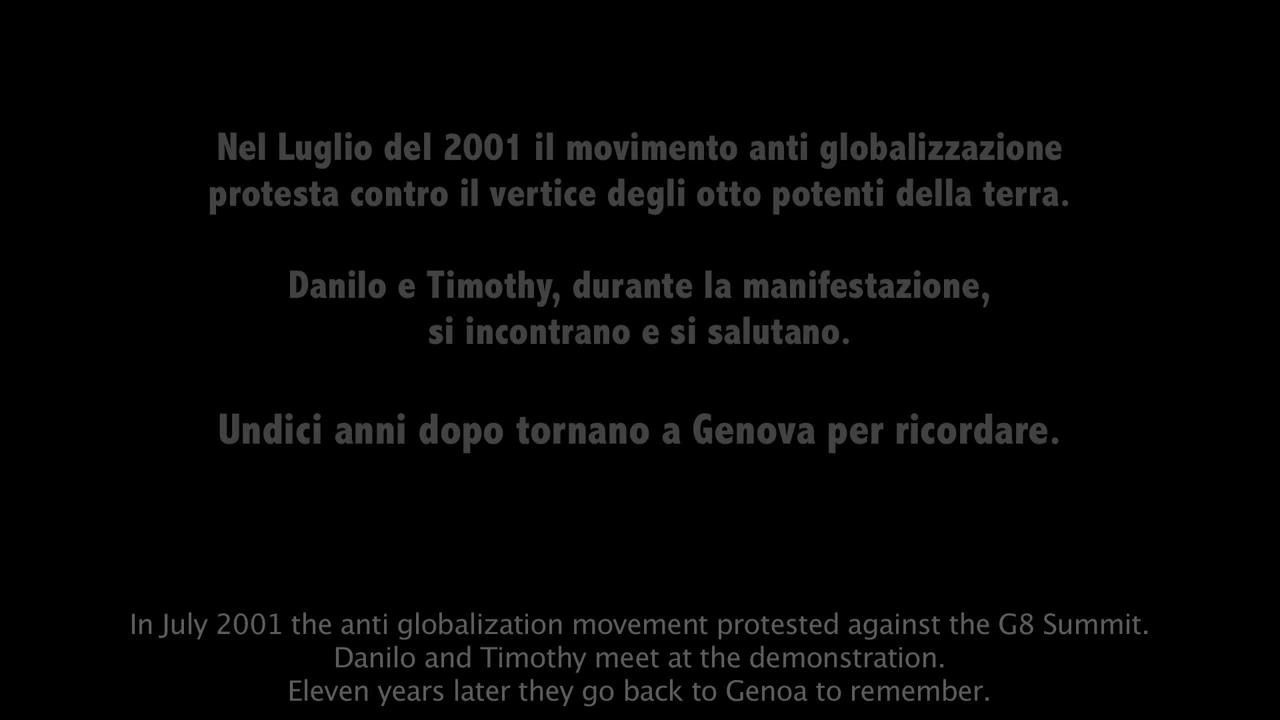 Nel Luglio del 2001 il movimento anti globalizzazione
protesta contro il vertice degli otto potenti della terra.
Danilo e Timothy, durante la manifestazione,
si incontrano e si salutano.
Undici anni dopo tornano a Genova per ricordare.
In July 2001 the anti globalization movement protested against the G8 Summit.
Danilo and Timothy meet at the demonstration.
Eleven years later they go back to Genoa to remember.